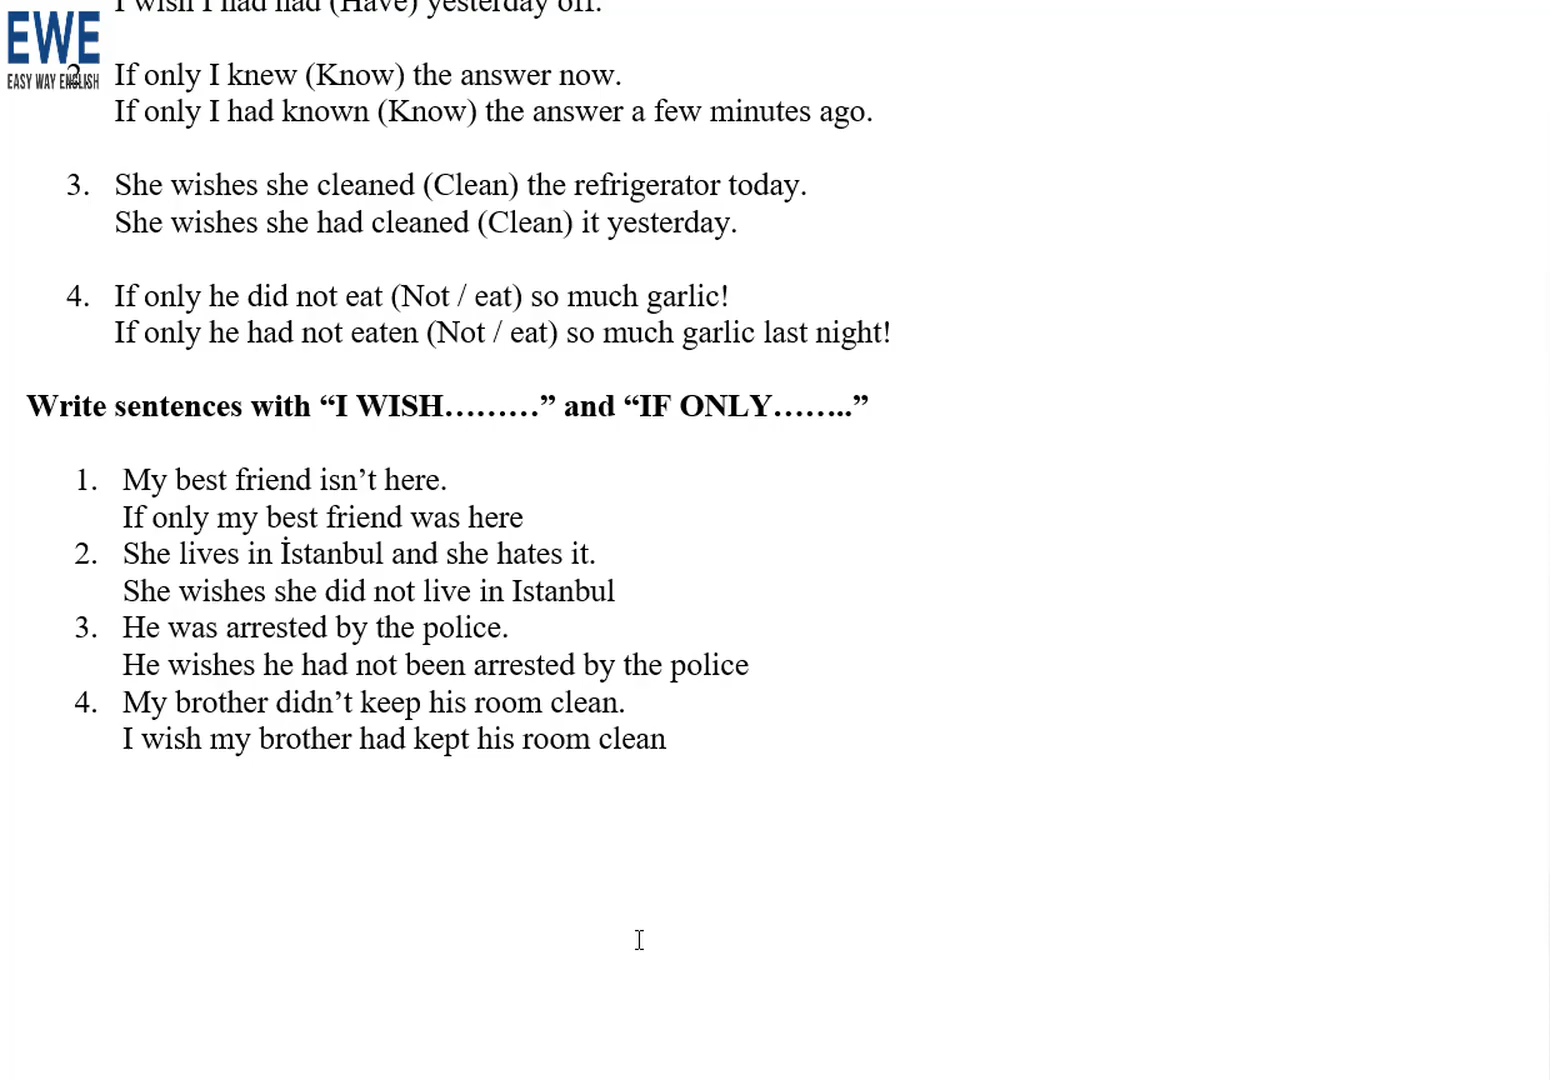 I wish I had had (Have) yesterday off.
EWE
EASY WAY ENGLISH
2. If only I knew (Know) the answer now.
If only I had known (Know) the answer a few minutes ago.
3. She wishes she cleaned (Clean) the refrigerator today.
She wishes she had cleaned (Clean) it yesterday.
4. If only he did not eat (Not / eat) so much garlic!
If only he had not eaten (Not / eat) so much garlic last night!
Write sentences with “I WISH………” and “IF ONLY……..”
1. My best friend isn’t here.
If only my best friend was here
2. She lives in İstanbul and she hates it.
She wishes she did not live in Istanbul
3. He was arrested by the police.
He wishes he had not been arrested by the police
4. My brother didn’t keep his room clean.
I wish my brother had kept his room clean